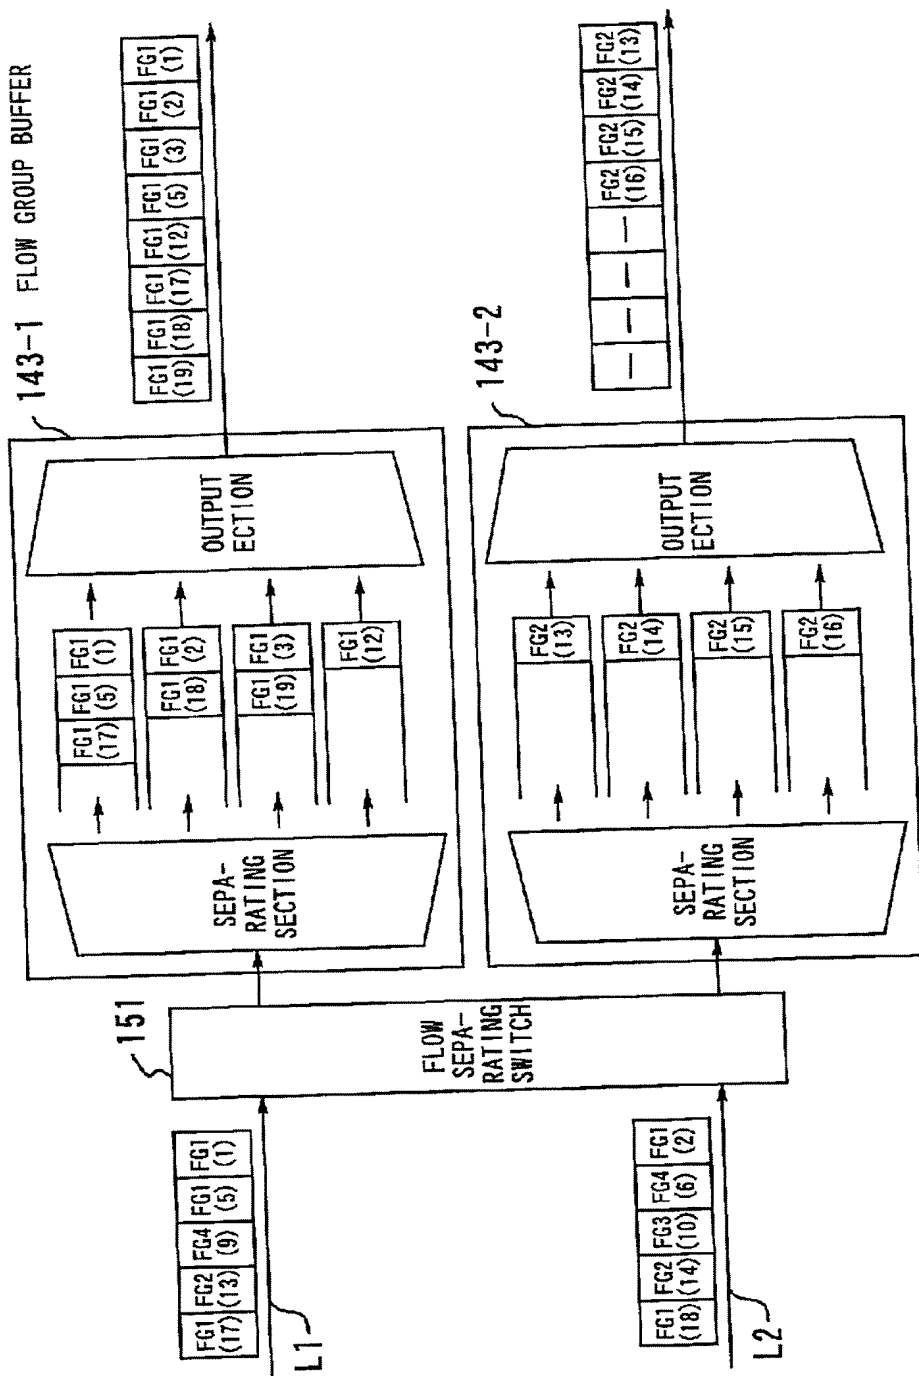 143-1 FLOW GROUP BUFFER
FG1 FG1 FG1 FG1 FG1 FG1 FG1 FG1
(19) (18) (17) (12) (5) (3) (2) (1)
OUTPUT
ECTION
FG1 FG1 FG1
(17) (5) (1)
FG1 FG1
(18) (2)
FG1 FG1
(19) (3)
FG1
(12)
SEPA-
RATING
SECTION
143-2
— — — — FG2 FG2 FG2 FG2
(16) (15) (14) (13)
OUTPUT
ECTION
FG2
(13)
FG2
(14)
FG2
(15)
FG2
(16)
SEPA-
RATING
SECTION
151
FLOW
SEPA-
RATING
SWITCH
FG1 FG2 FG4 FG1 FG1
(17) (13) (9) (5) (1)
L1
FG1 FG2 FG3 FG4 FG1
(18) (14) (10) (6) (2)
L2